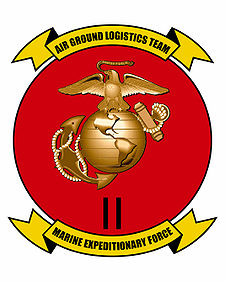 AIR GROUND LOGISTICS TEAM
II
MARINE EXPEDITIONARY FORCE